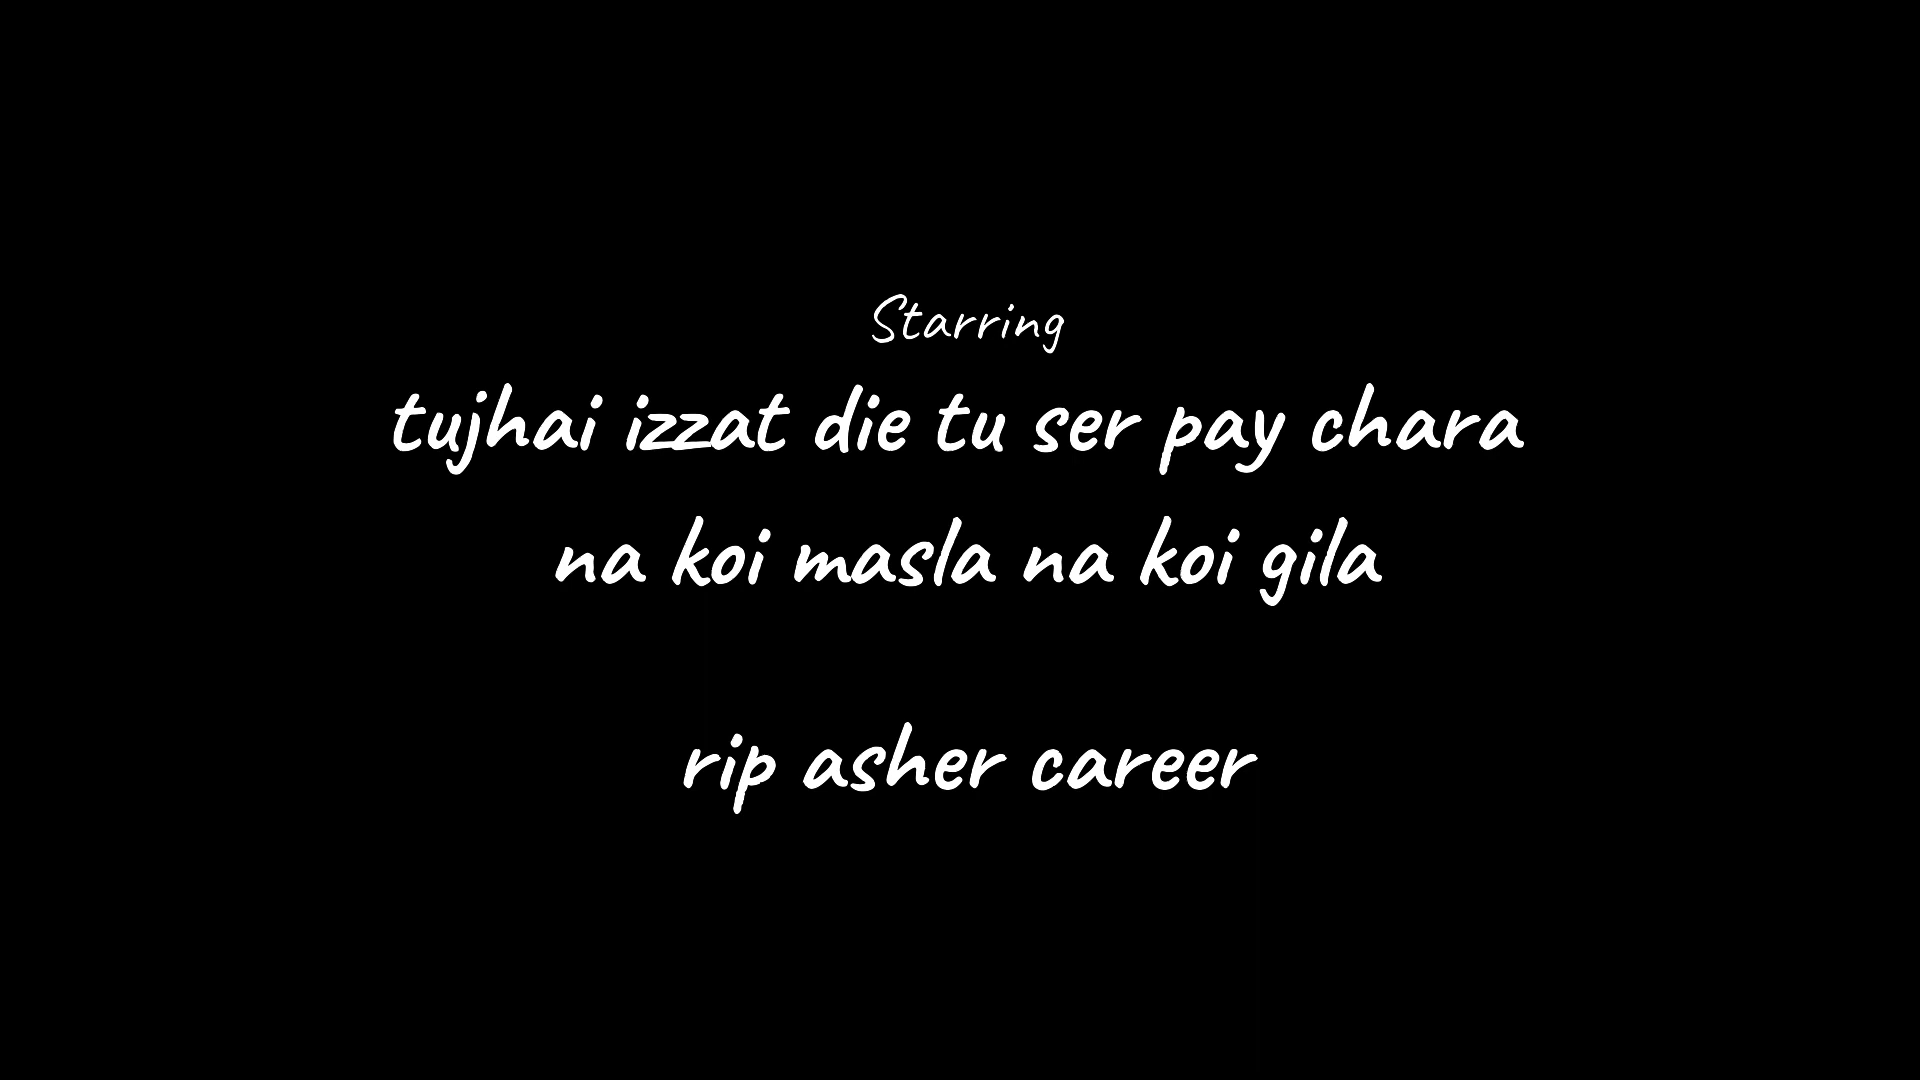 Starring
tujhai izzat die tu ser pay chara
na koi masla na koi gila
rip asher career